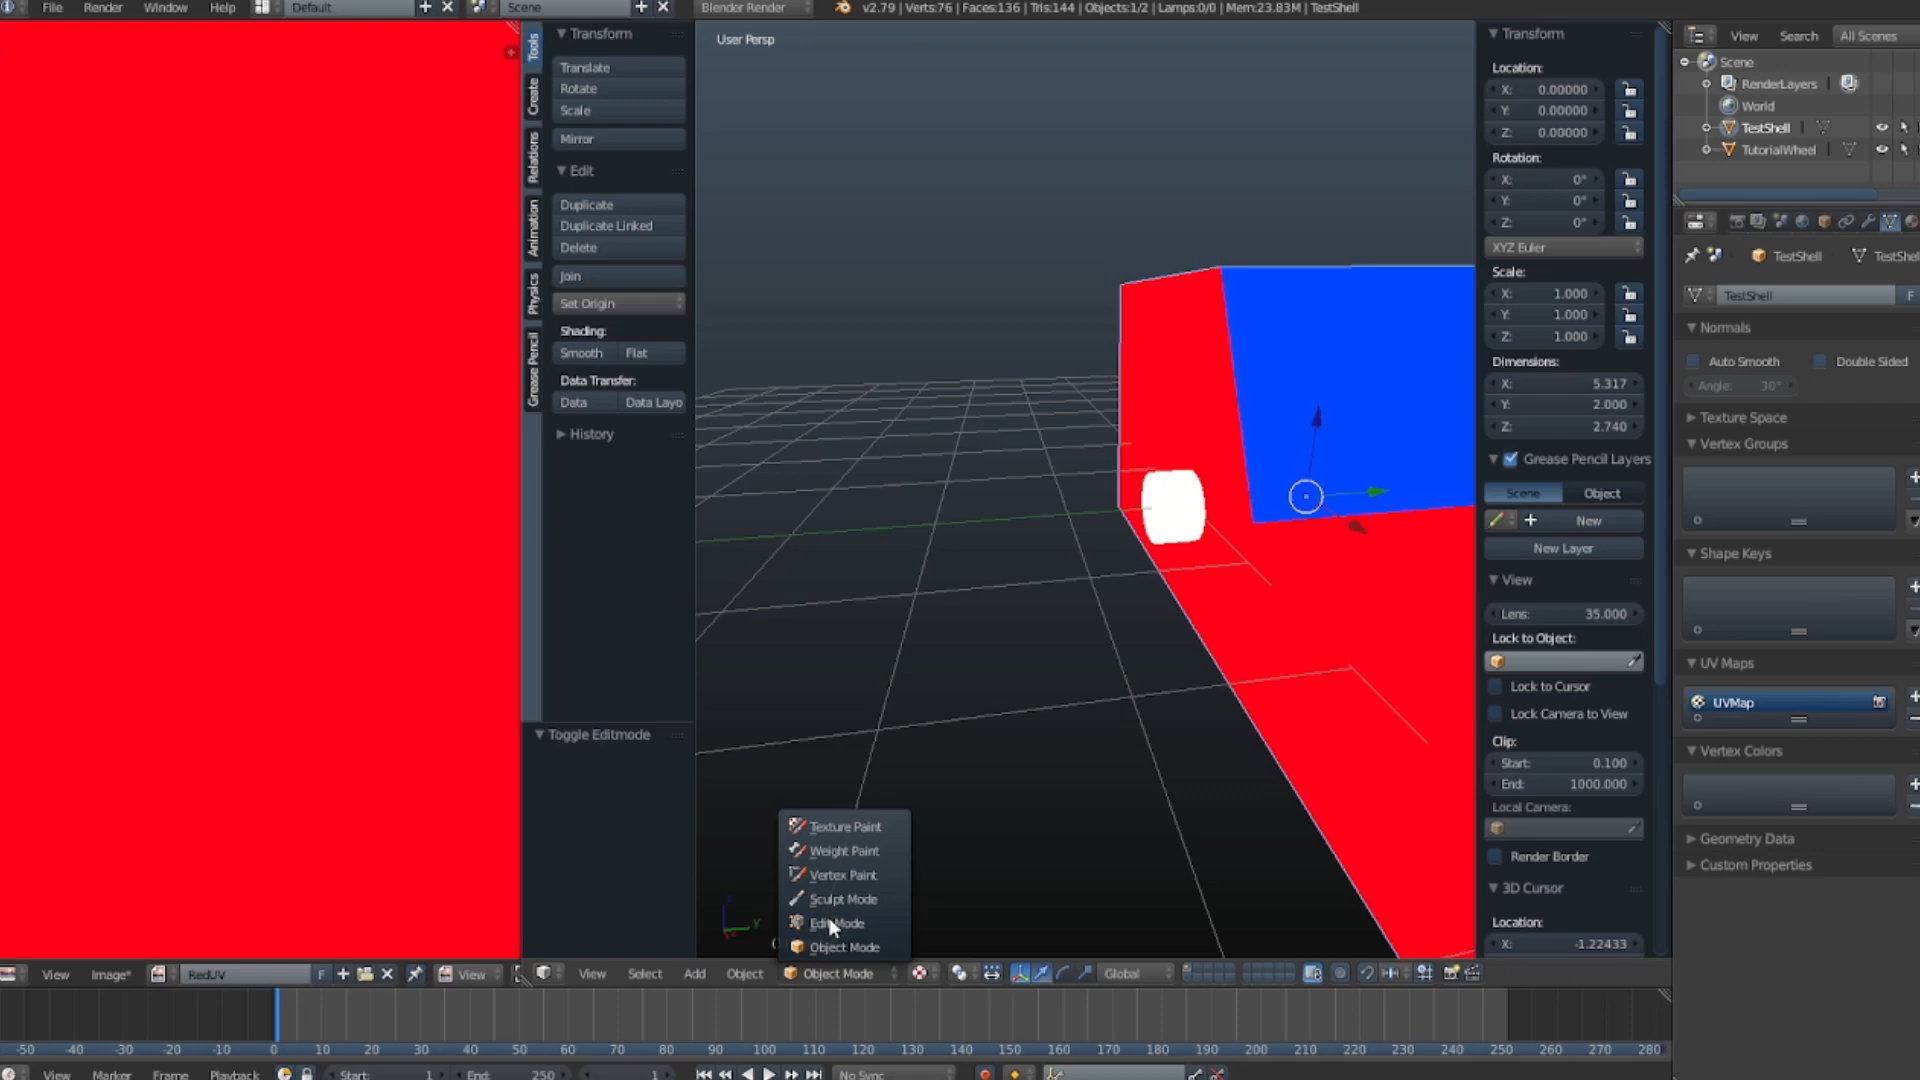 File Render Window Help Default Scene Blender Render v2.79 | Verts:76 | Faces:136 | Tris:144 | Objects:1/2 | Lamps:0/0 | Mem:23.83M | TestShell
Tools
Create
Relations
Animation
Physics
Grease Pencil
Transform
Translate
Rotate
Scale
Mirror
Edit
Duplicate
Duplicate Linked
Delete
Join
Set Origin
Shading:
Smooth Flat
Data Transfer:
Data Data Layo
History
Toggle Editmode
User Persp
y
Texture Paint
Weight Paint
Vertex Paint
Sculpt Mode
Edit Mode
Object Mode
Transform
Location:
X: 0.00000
Y: 0.00000
Z: 0.00000
Rotation:
X: 0°
Y: 0°
Z: 0°
XYZ Euler
Scale:
X: 1.000
Y: 1.000
Z: 1.000
Dimensions:
X: 5.317
Y: 2.000
Z: 2.740
Grease Pencil Layers
Scene Object
New
New Layer
View
Lens: 35.000
Lock to Object:
Lock to Cursor
Lock Camera to View
Clip:
Start: 0.100
End: 1000.000
Local Camera:
Render Border
3D Cursor
Location:
X: -1.22433
View Search All Scenes
Scene
RenderLayers
World
TestShell
TutorialWheel
TestShell TestShel
TestShell F
Normals
Auto Smooth Double Sided
Angle: 30°
Texture Space
Vertex Groups
Shape Keys
UV Maps
UVMap
Vertex Colors
Geometry Data
Custom Properties
View Image* RedUV F View
View Select Add Object Object Mode Global
-50 -40 -30 -20 -10 0 10 20 30 40 50 60 70 80 90 100 110 120 130 140 150 160 170 180 190 200 210 220 230 240 250 260 270 280
View Marker Frame Playback Start: 1 End: 250 1 No Sync